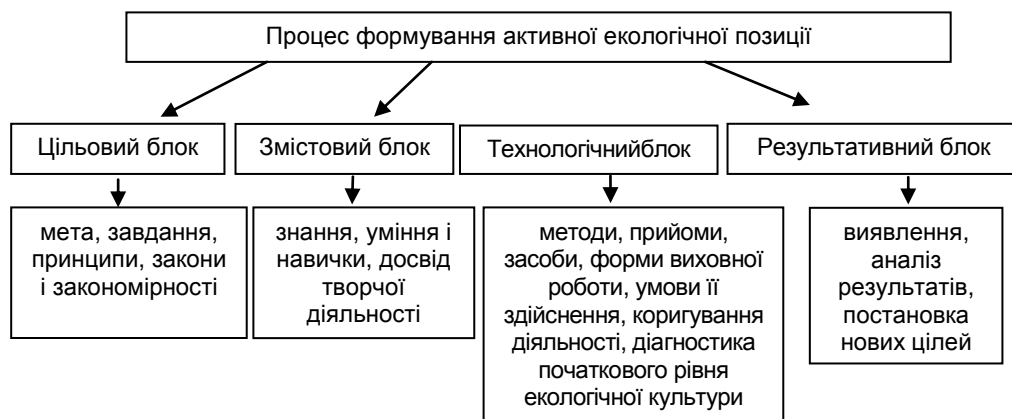 Процес формування активної екологічної позиції
Цільовий блок
Змістовий блок
Технологічнийблок
Результативний блок
мета, завдання,
принципи, закони
і закономірності
знання, уміння і
навички, досвід
творчої
діяльності
методи, прийоми,
засоби, форми виховної
роботи, умови її
здійснення, коригування
діяльності, діагностика
початкового рівня
екологічної культури
виявлення,
аналіз
результатів,
постановка
нових цілей